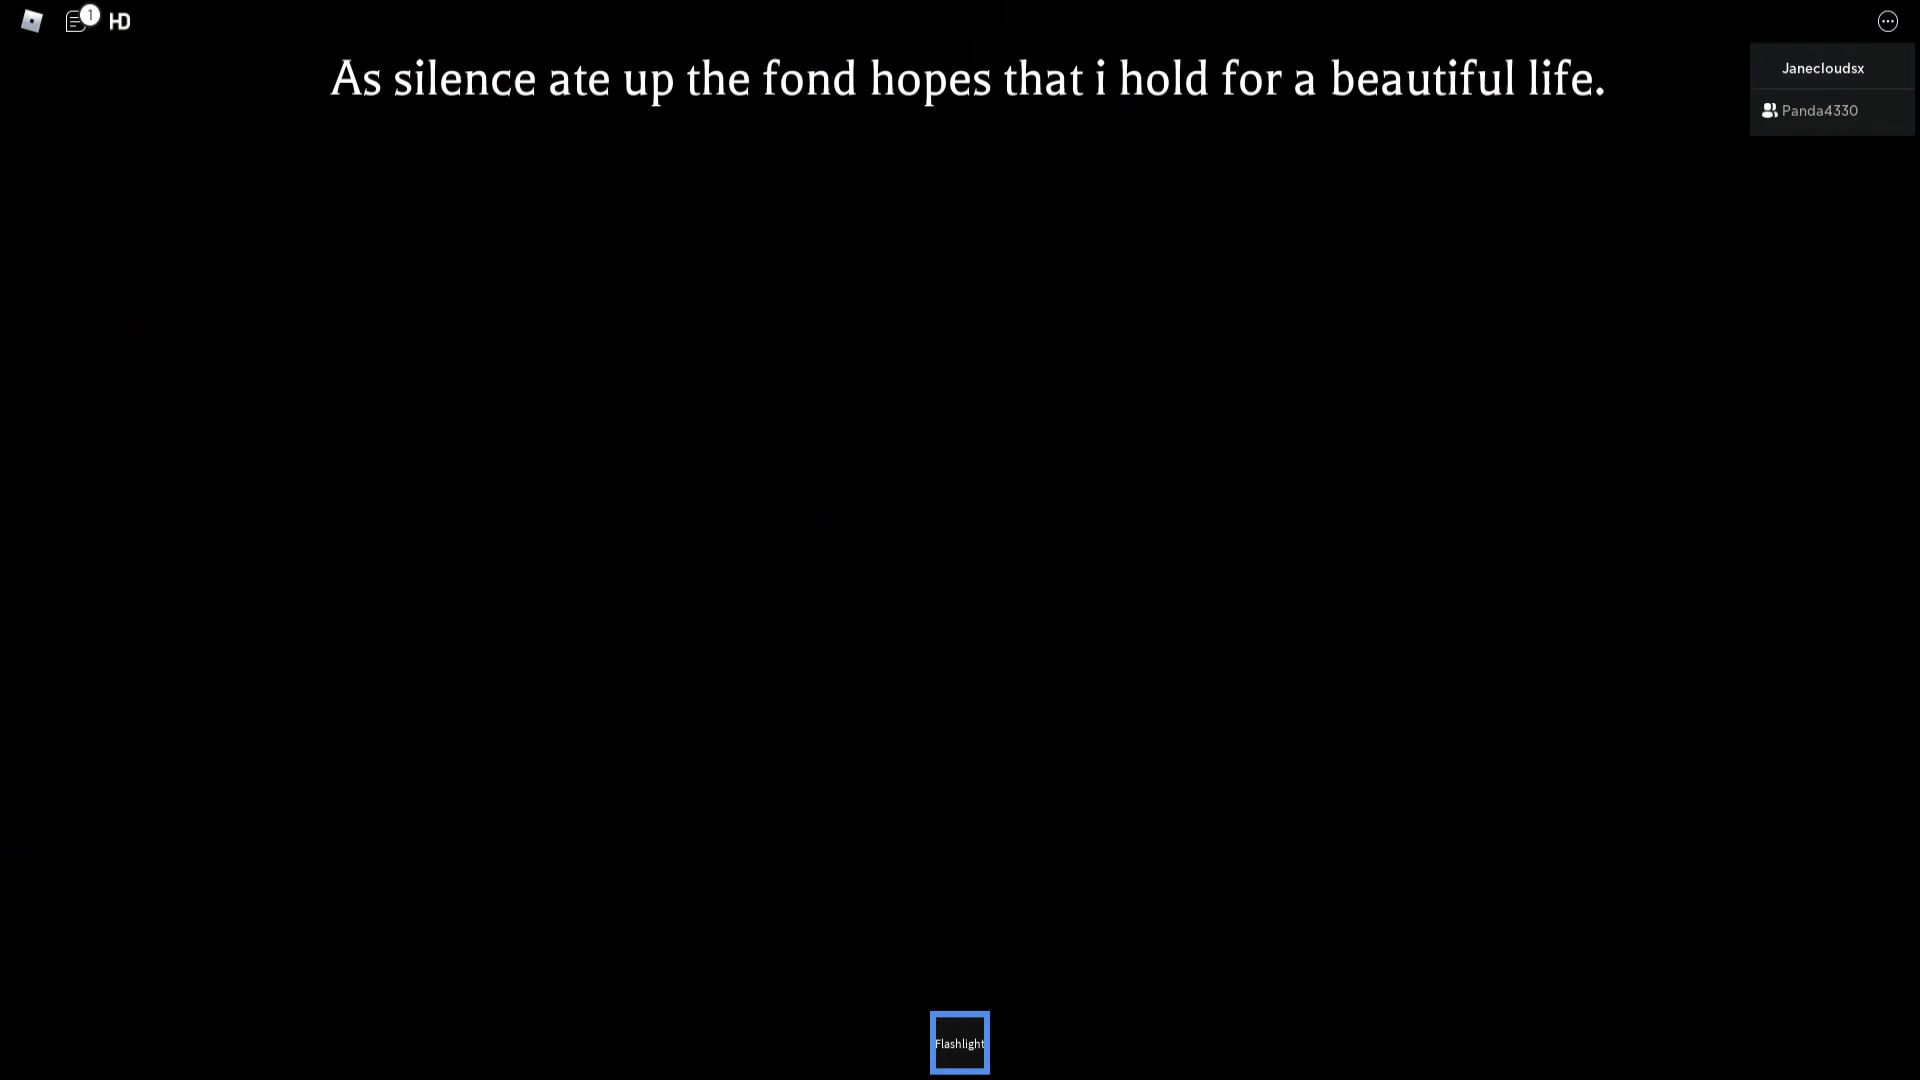 1
HD
As silence ate up the fond hopes that i hold for a beautiful life.
Janecloudsx
Panda4330
Flashlight